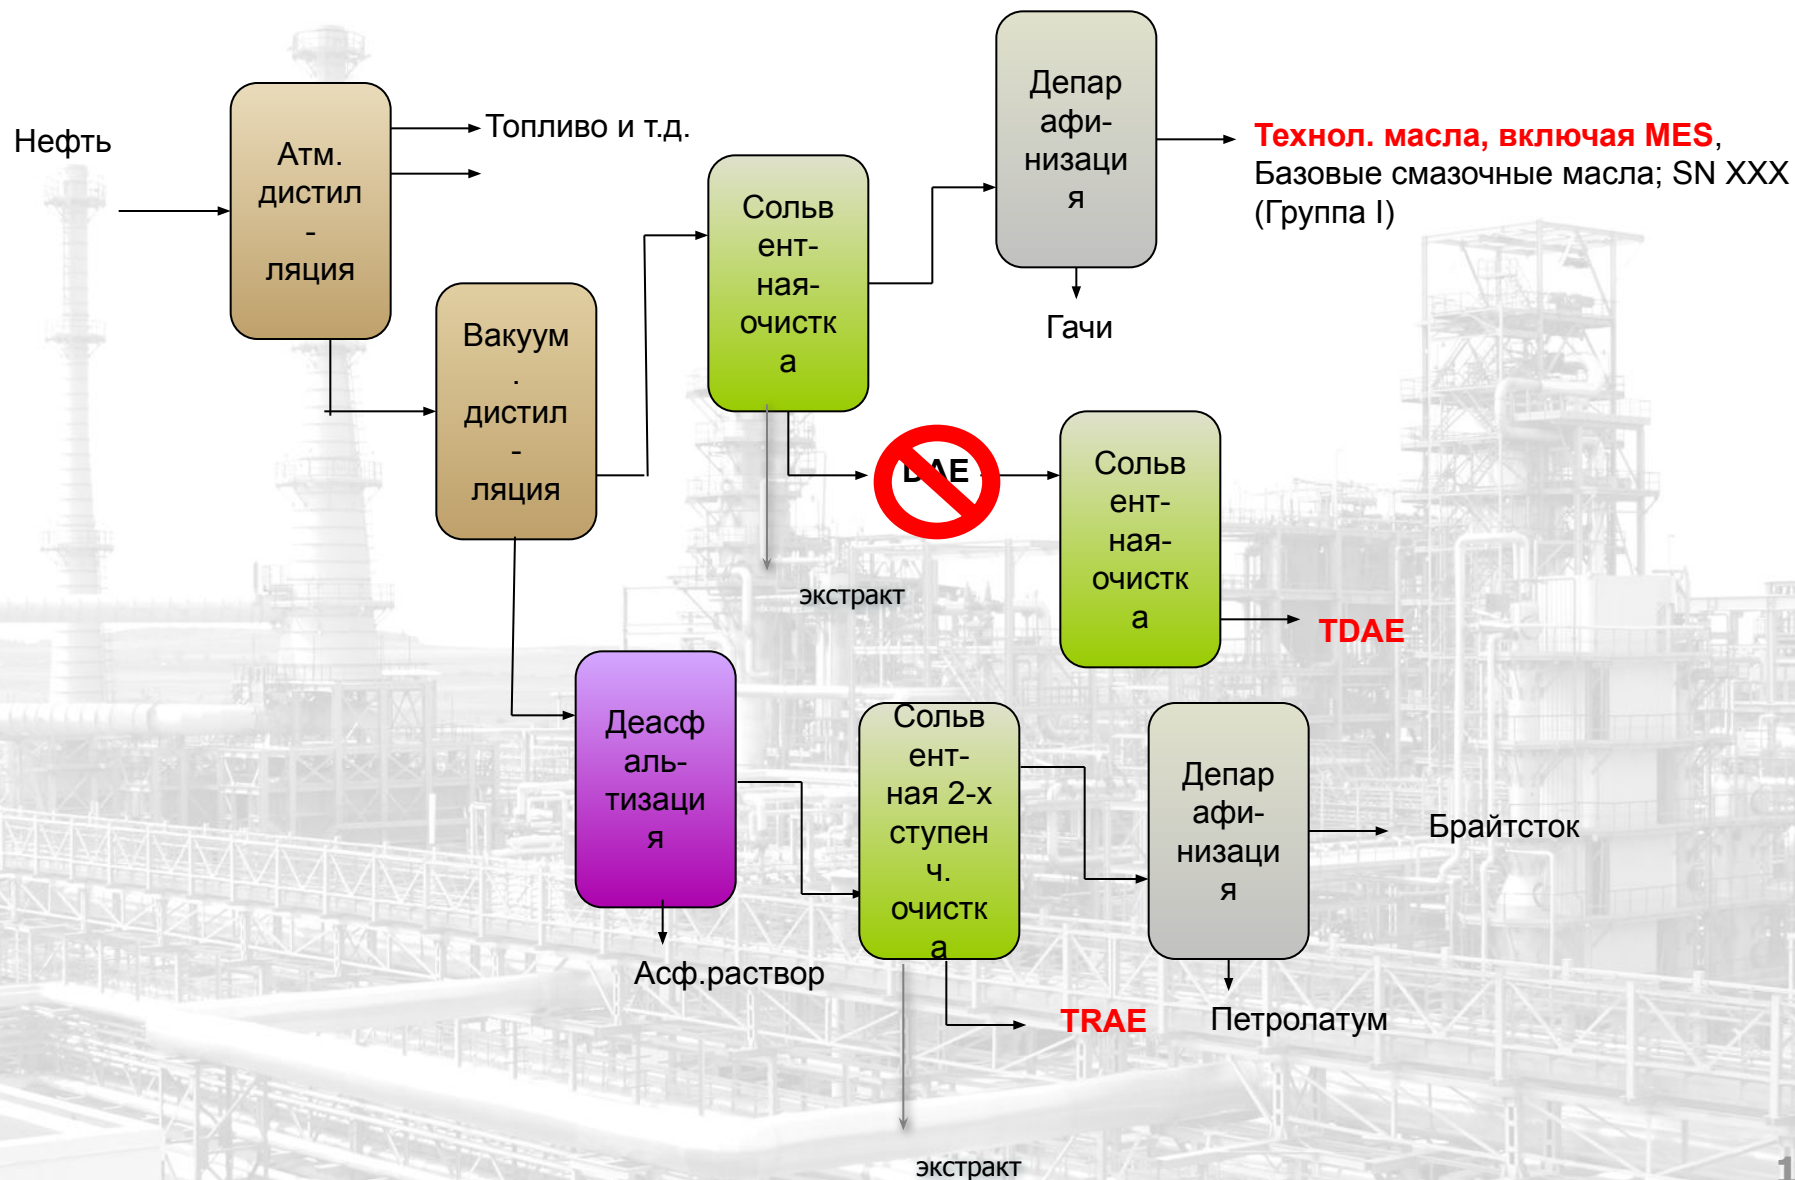 Нефть
Атм.
дистил
-
ляция
Топливо и т.д.
Вакуум
.
дистил
-
ляция
Сольв
ент-
ная-
очистк
а
Депар
афи-
низаци
я
Технол. масла, включая MES,
Базовые смазочные масла; SN XXX
(Группа I)
Гачи
DAE
экстракт
Сольв
ент-
ная-
очистк
а
TDAE
Деасф
аль-
тизаци
я
Асф.раствор
Сольв
ент-
ная 2-х
ступен
ч.
очистк
а
TRAE
экстракт
Депар
афи-
низаци
я
Брайтсток
Петролатум
1